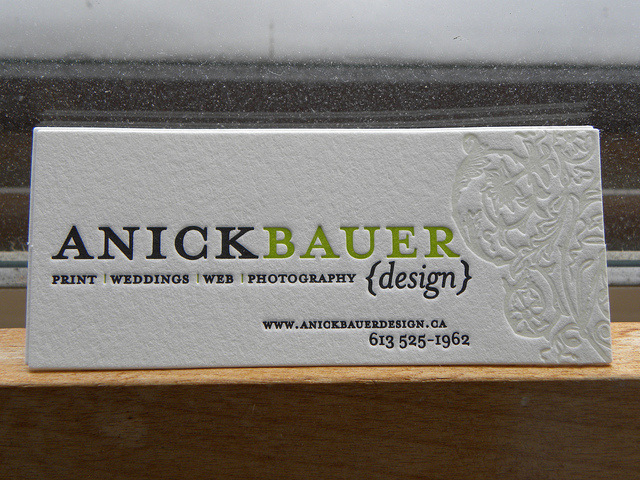 ANICKBAUER
PRINT | WEDDINGS | WEB | PHOTOGRAPHY {design}
WWW.ANICKBAUERDESIGN.CA
613 525-1962